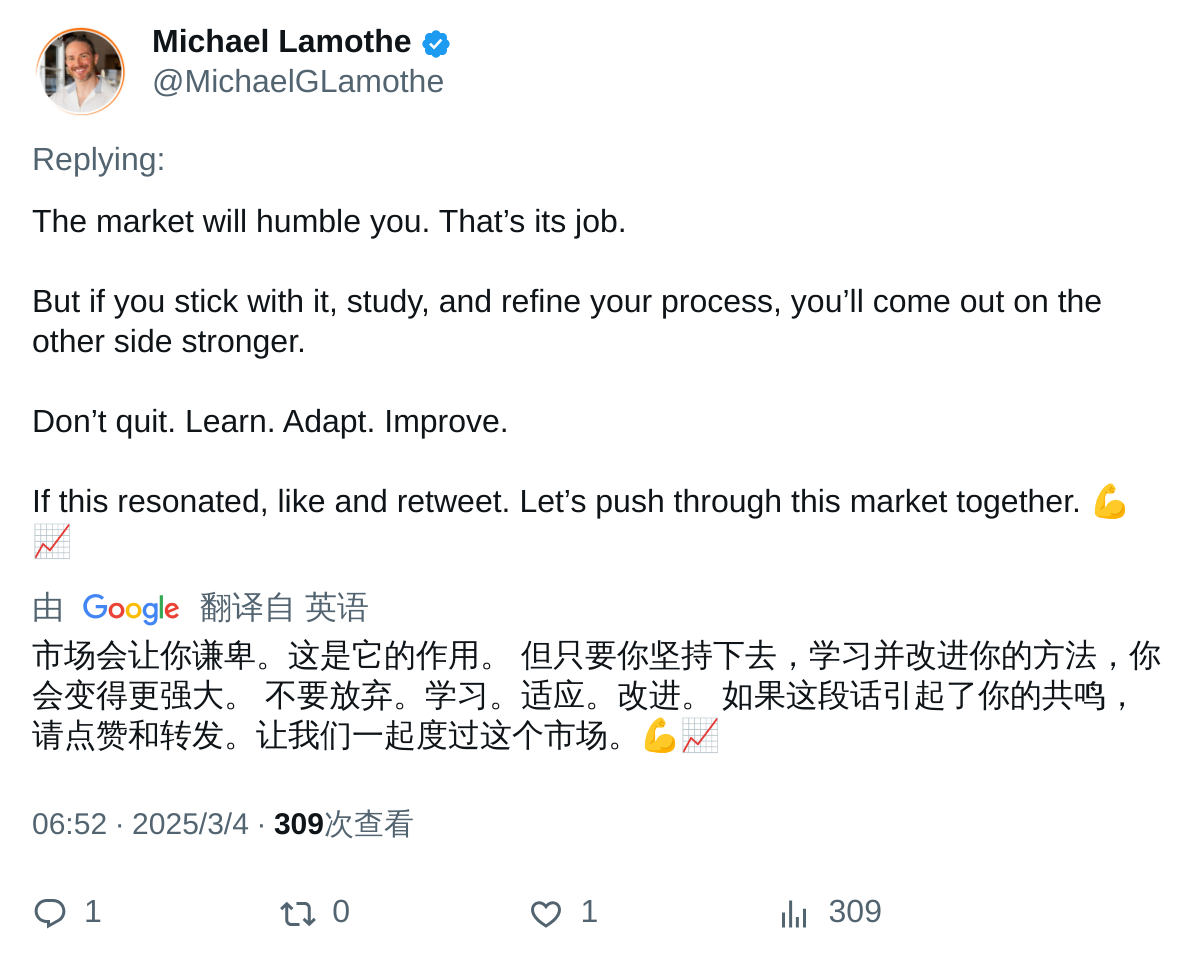 Michael Lamothe
@MichaelGLamothe
Replying:
The market will humble you. That’s its job.
But if you stick with it, study, and refine your process, you’ll come out on the
other side stronger.
Don’t quit. Learn. Adapt. Improve.
If this resonated, like and retweet. Let’s push through this market together. 💪
📈
由 Google 翻译自 英语
市场会让你谦卑。这是它的作用。 但只要你坚持下去，学习并改进你的方法，你
会变得更强大。 不要放弃。学习。适应。改进。 如果这段话引起了你的共鸣，
请点赞和转发。让我们一起度过这个市场。💪📈
06:52 · 2025/3/4 · 309次查看
1 0 1 309